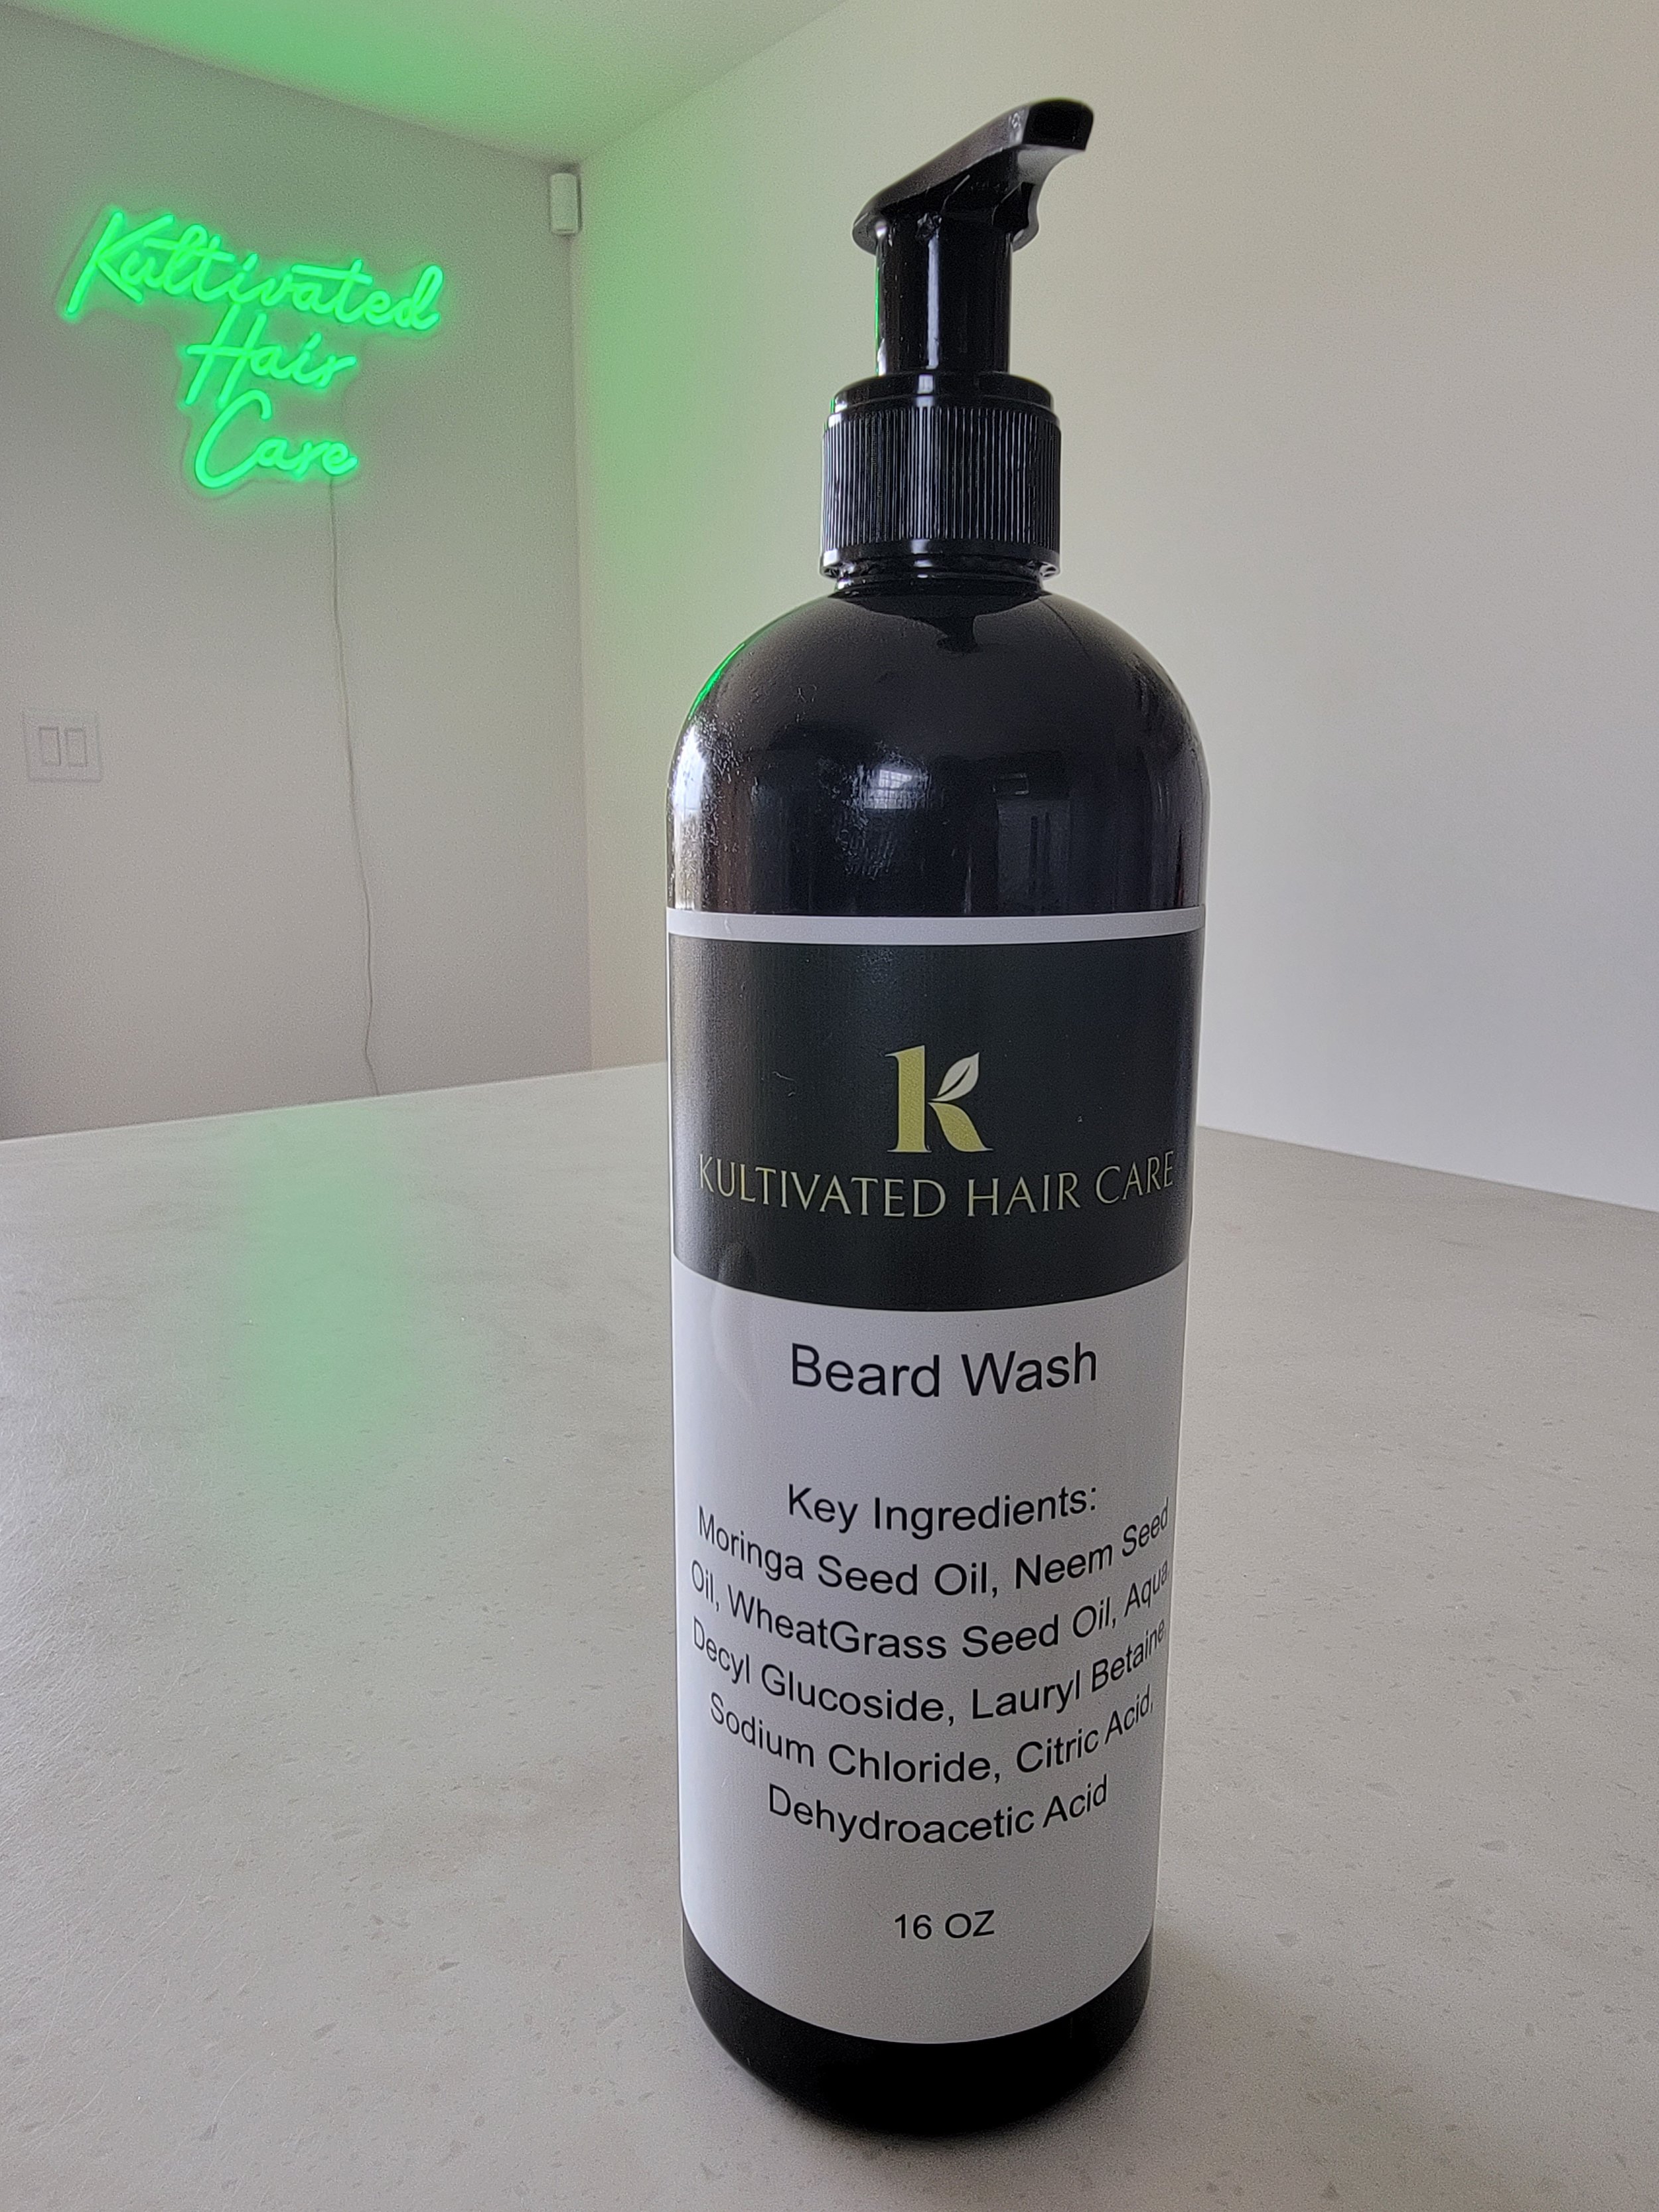 Kultivated
Hair
Care
K
KULTIVATED HAIR CARE
Beard Wash
Key Ingredients:
Moringa Seed Oil, Neem Seed
Oil, WheatGrass Seed Oil, Aqua,
Decyl Glucoside, Lauryl Betaine
Sodium Chloride, Citric Acid,
Dehydroacetic Acid
16 OZ